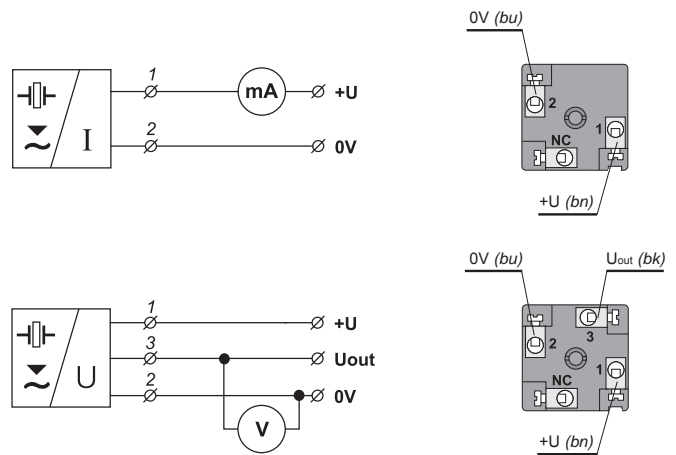 0V (bu)
1
mA
+U
2
I
0V
2
1
NC
+U (bn)
0V (bu)
Uout (bk)
1
+U
3
Uout
U
2
0V
V
3
2
1
NC
+U (bn)